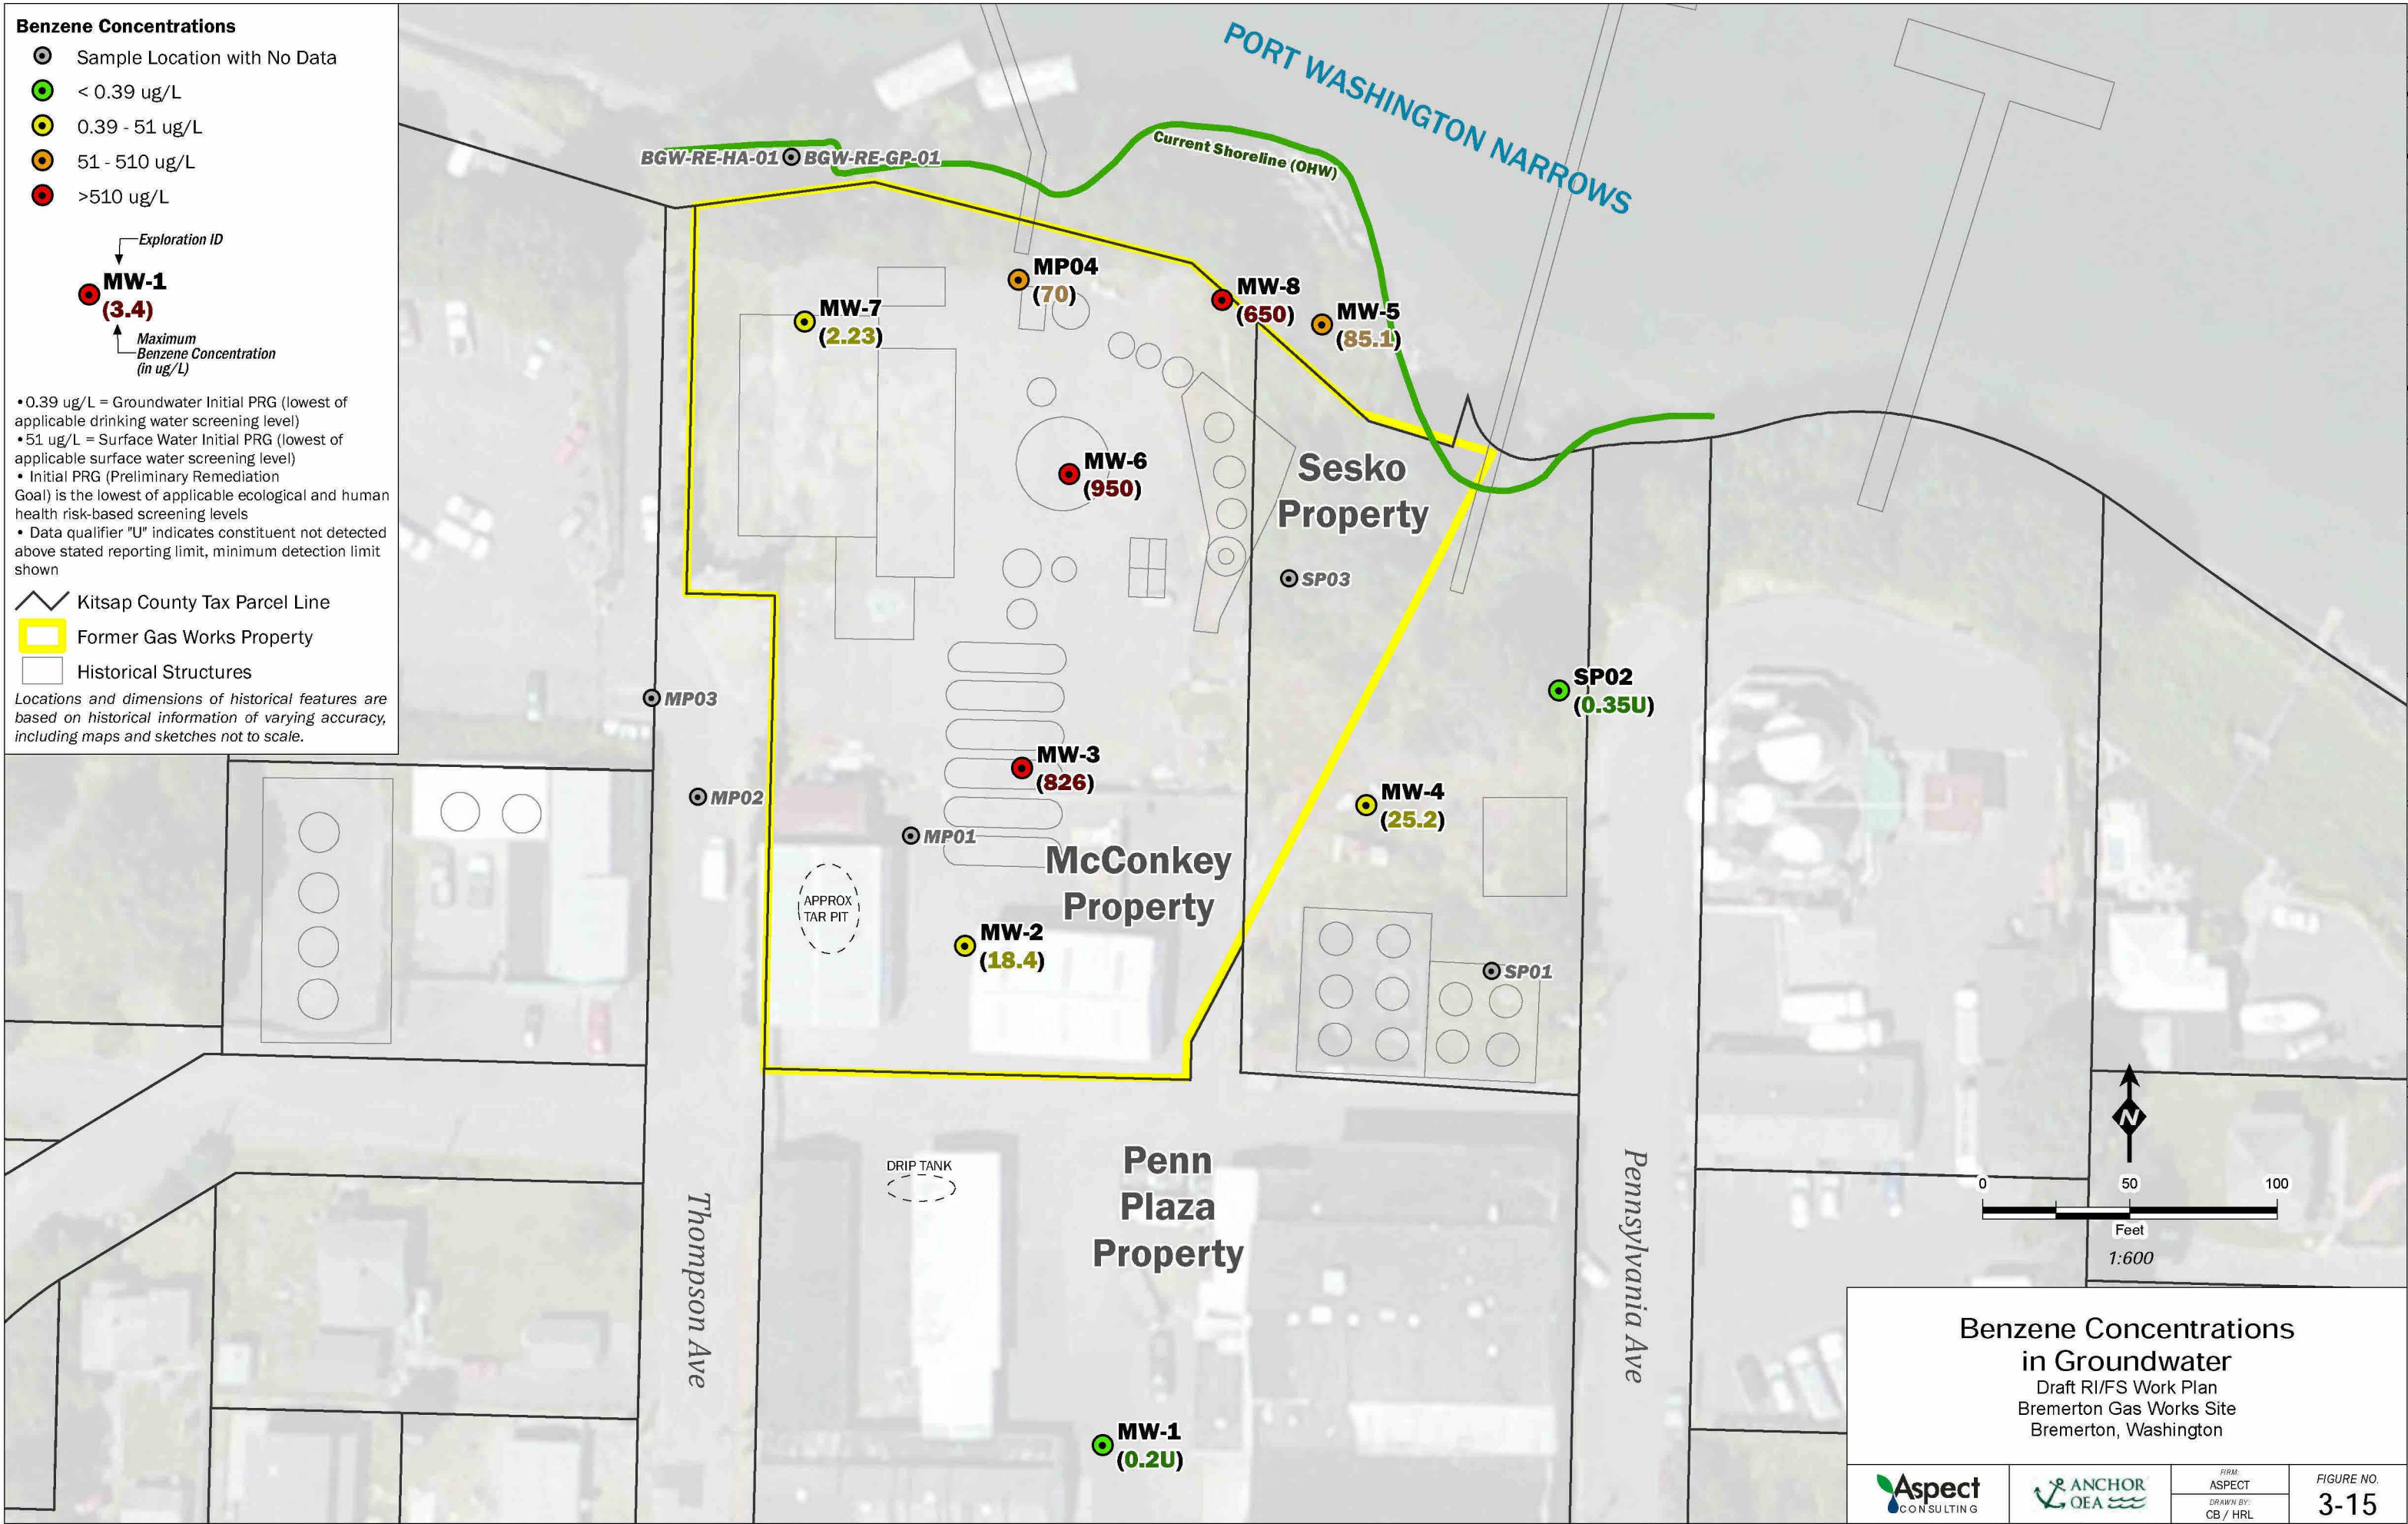 Benzene Concentrations
Sample Location with No Data
< 0.39 ug/L
0.39 - 51 ug/L
51 - 510 ug/L
>510 ug/L
Exploration ID
MW-1
(3.4)
Maximum
Benzene Concentration
(in ug/L)
•0.39 ug/L = Groundwater Initial PRG (lowest of
applicable drinking water screening level)
•51 ug/L = Surface Water Initial PRG (lowest of
applicable surface water screening level)
• Initial PRG (Preliminary Remediation
Goal) is the lowest of applicable ecological and human
health risk-based screening levels
• Data qualifier "U" indicates constituent not detected
above stated reporting limit, minimum detection limit
shown
Kitsap County Tax Parcel Line
Former Gas Works Property
Historical Structures
Locations and dimensions of historical features are
based on historical information of varying accuracy,
including maps and sketches not to scale.
PORT WASHINGTON NARROWS
Current Shoreline (OHW)
BGW-RE-HA-01
BGW-RE-GP-01
MP04
(70)
MW-8
(650)
MW-7
(2.23)
MW-5
(85.1)
MW-6
(950)
Sesko
Property
SP03
MP03
SP02
(0.35U)
MW-3
(826)
MP02
MW-4
(25.2)
MP01
McConkey
Property
APPROX
TAR PIT
MW-2
(18.4)
SP01
DRIP TANK
Penn
Plaza
Property
Thompson Ave
Pennsylvania Ave
MW-1
(0.2U)
N
0 50 100
Feet
1:600
Benzene Concentrations
in Groundwater
Draft RI/FS Work Plan
Bremerton Gas Works Site
Bremerton, Washington
Aspect
CONSULTING
ANCHOR
QEA
FIRM:
ASPECT
DRAWN BY:
CB / HRL
FIGURE NO.
3-15